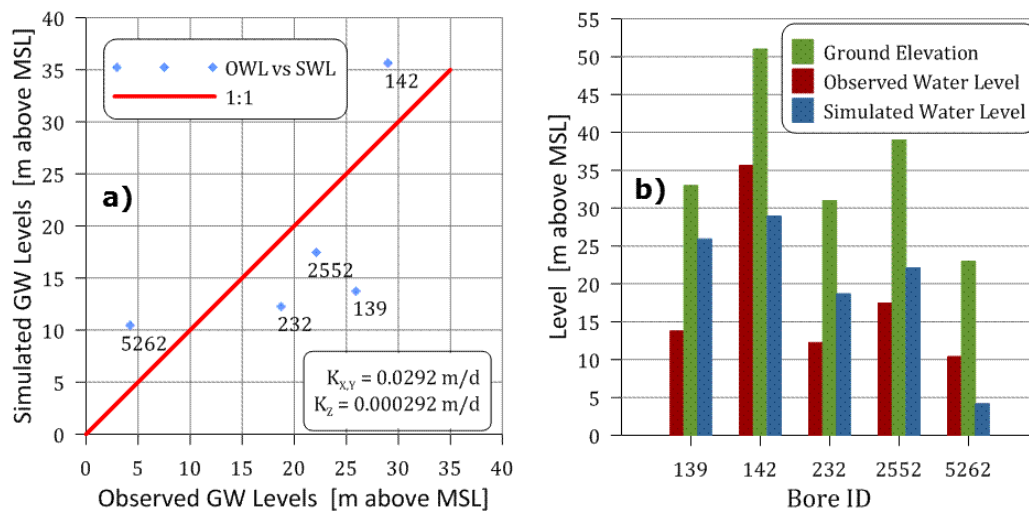 Simulated GW Levels [m above MSL]
40
35
30
25
20
15
10
5
0
OWL vs SWL
1:1
a)
142
2552
139
232
5262
K_X,Y = 0.0292 m/d
K_Z = 0.000292 m/d
0 5 10 15 20 25 30 35 40
Observed GW Levels [m above MSL]
Level [m above MSL]
55
50
45
40
35
30
25
20
15
10
5
0
Ground Elevation
Observed Water Level
Simulated Water Level
b)
139 142 232 2552 5262
Bore ID